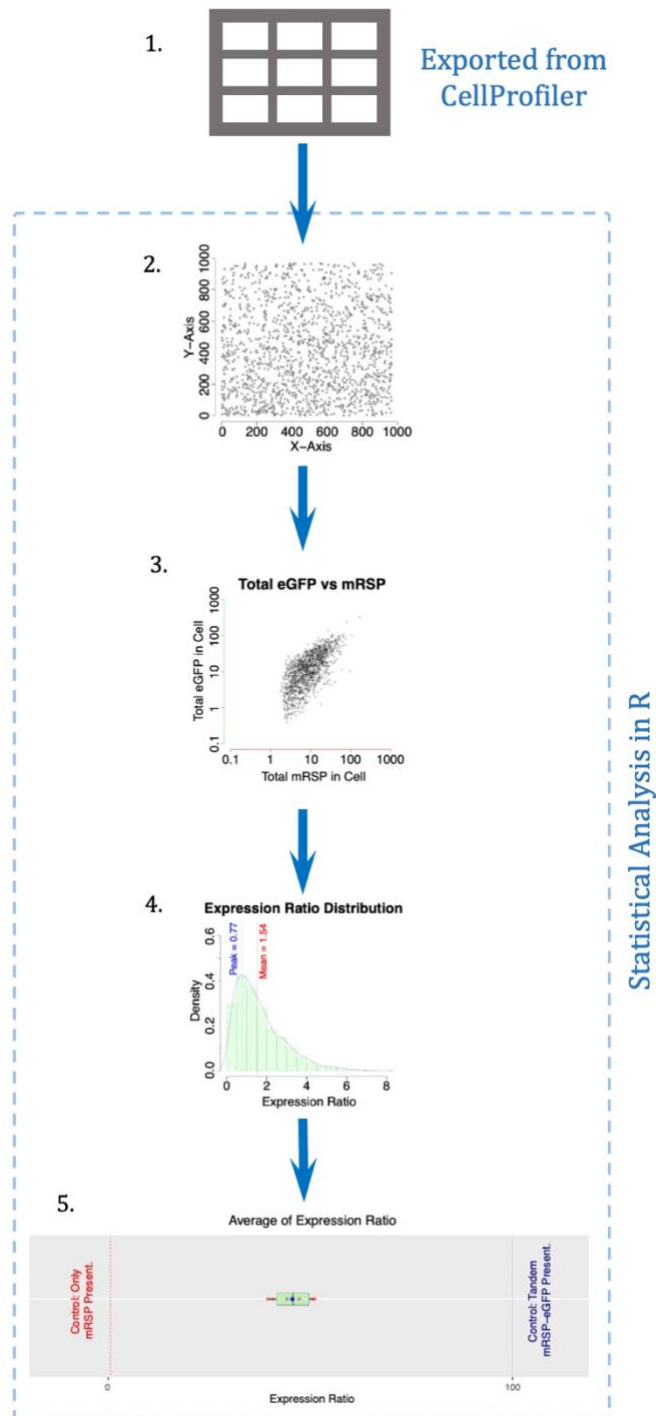 1.
Exported from
CellProfiler
2.
1000
800
600
400
200
0
Y-Axis
0 200 400 600 800 1000
X-Axis
3.
Total eGFP vs mRSP
1000
100
10
1
0.1
Total eGFP in Cell
0.1 1 10 100 1000
Total mRSP in Cell
4.
Expression Ratio Distribution
Peak = 0.77
Mean = 1.54
0.6
0.4
0.2
0.0
Density
0 2 4 6 8
Expression Ratio
5.
Average of Expression Ratio
Control: Only
mRSP Present.
Control: Tandem
mRSP-eGFP Present.
0 100
Expression Ratio
Statistical Analysis in R